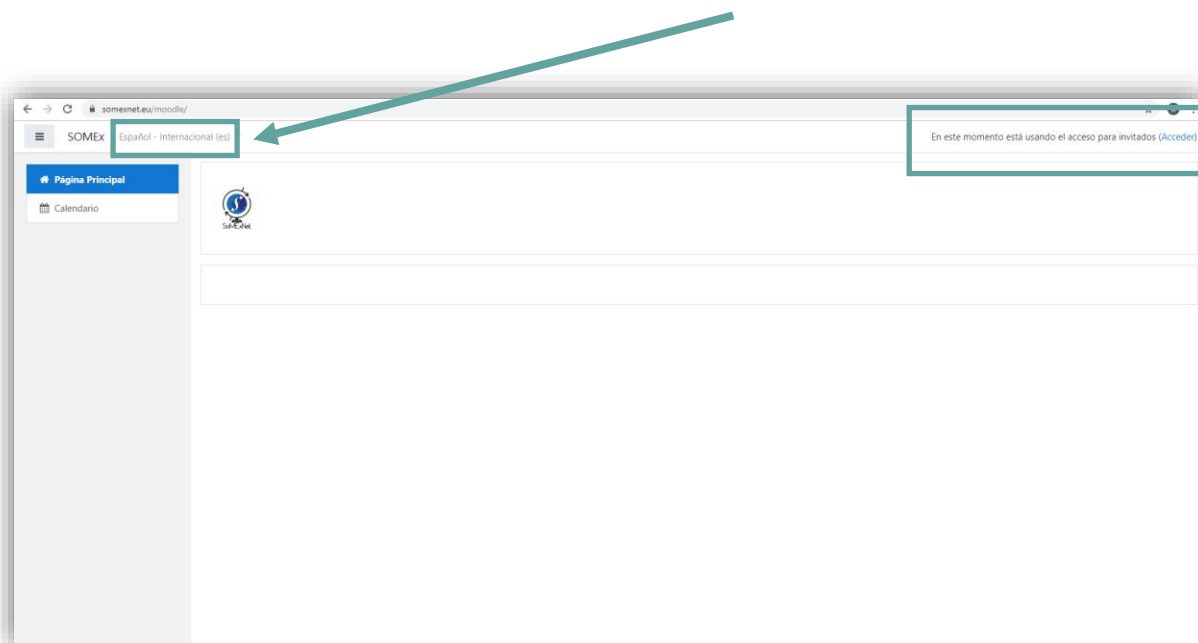 somexnet.eu/moodle/
SOMEx Español - Internacional (es)
En este momento está usando el acceso para invitados (Acceder)
Página Principal
Calendario
S
SoMExNet